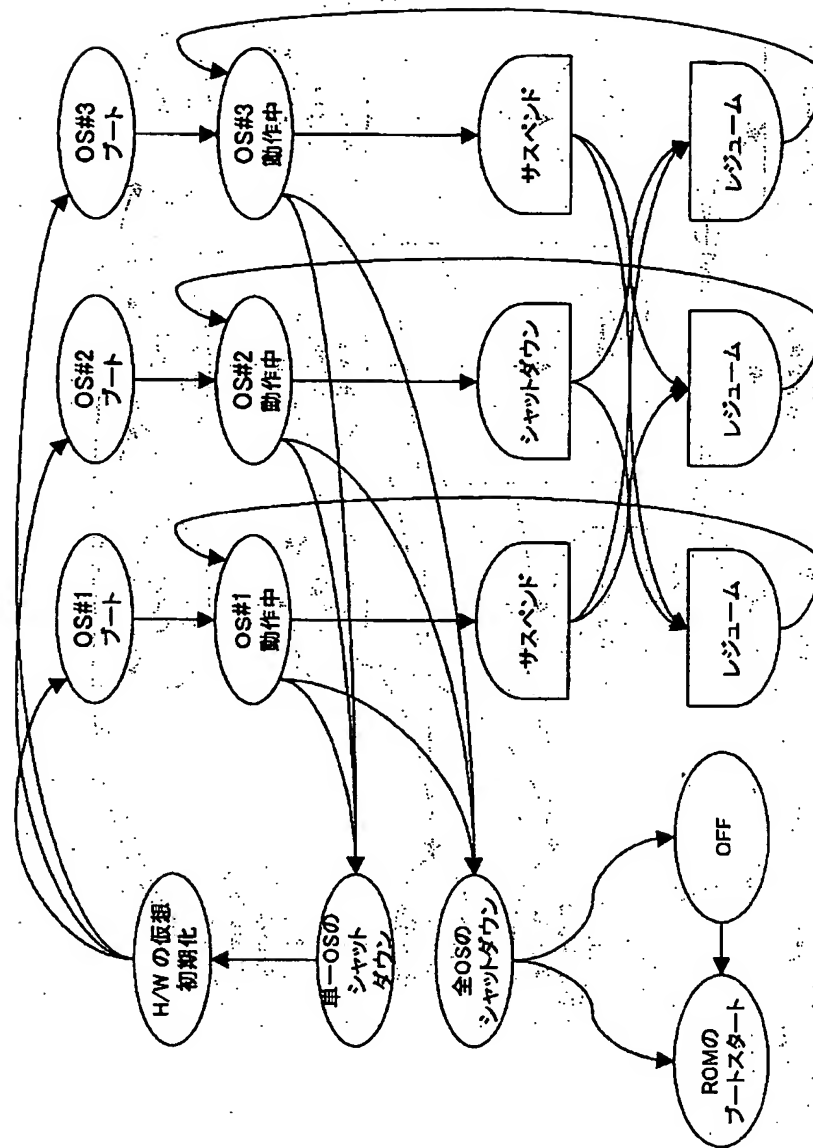 OS#1
ブート
OS#2
ブート
OS#3
ブート
H/Wの仮想
初期化
OS#1
動作中
OS#2
動作中
OS#3
動作中
単一OSの
シャット
ダウン
全OSの
シャットダウン
サスペンド
シャットダウン
サスペンド
ROMの
ブートスタート
OFF
レジューム
レジューム
レジューム